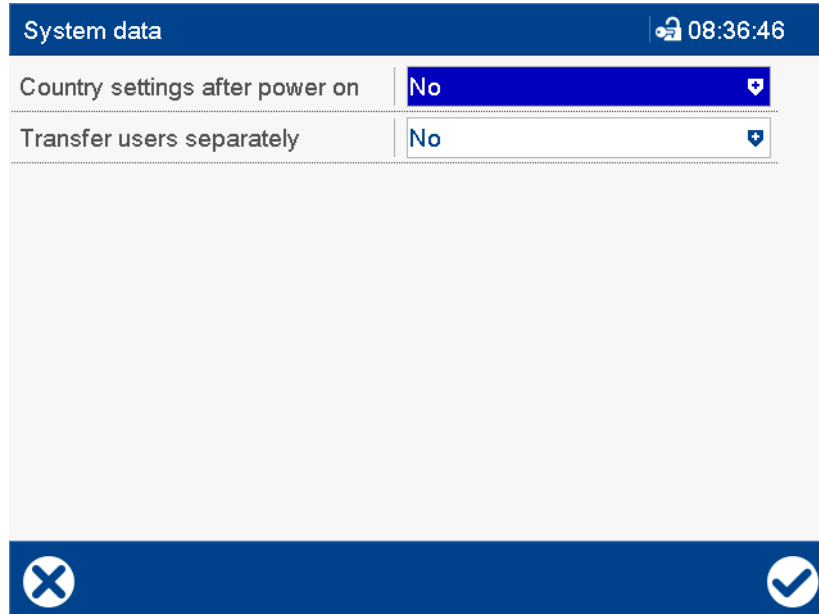 System data 08:36:46
Country settings after power on No
Transfer users separately No